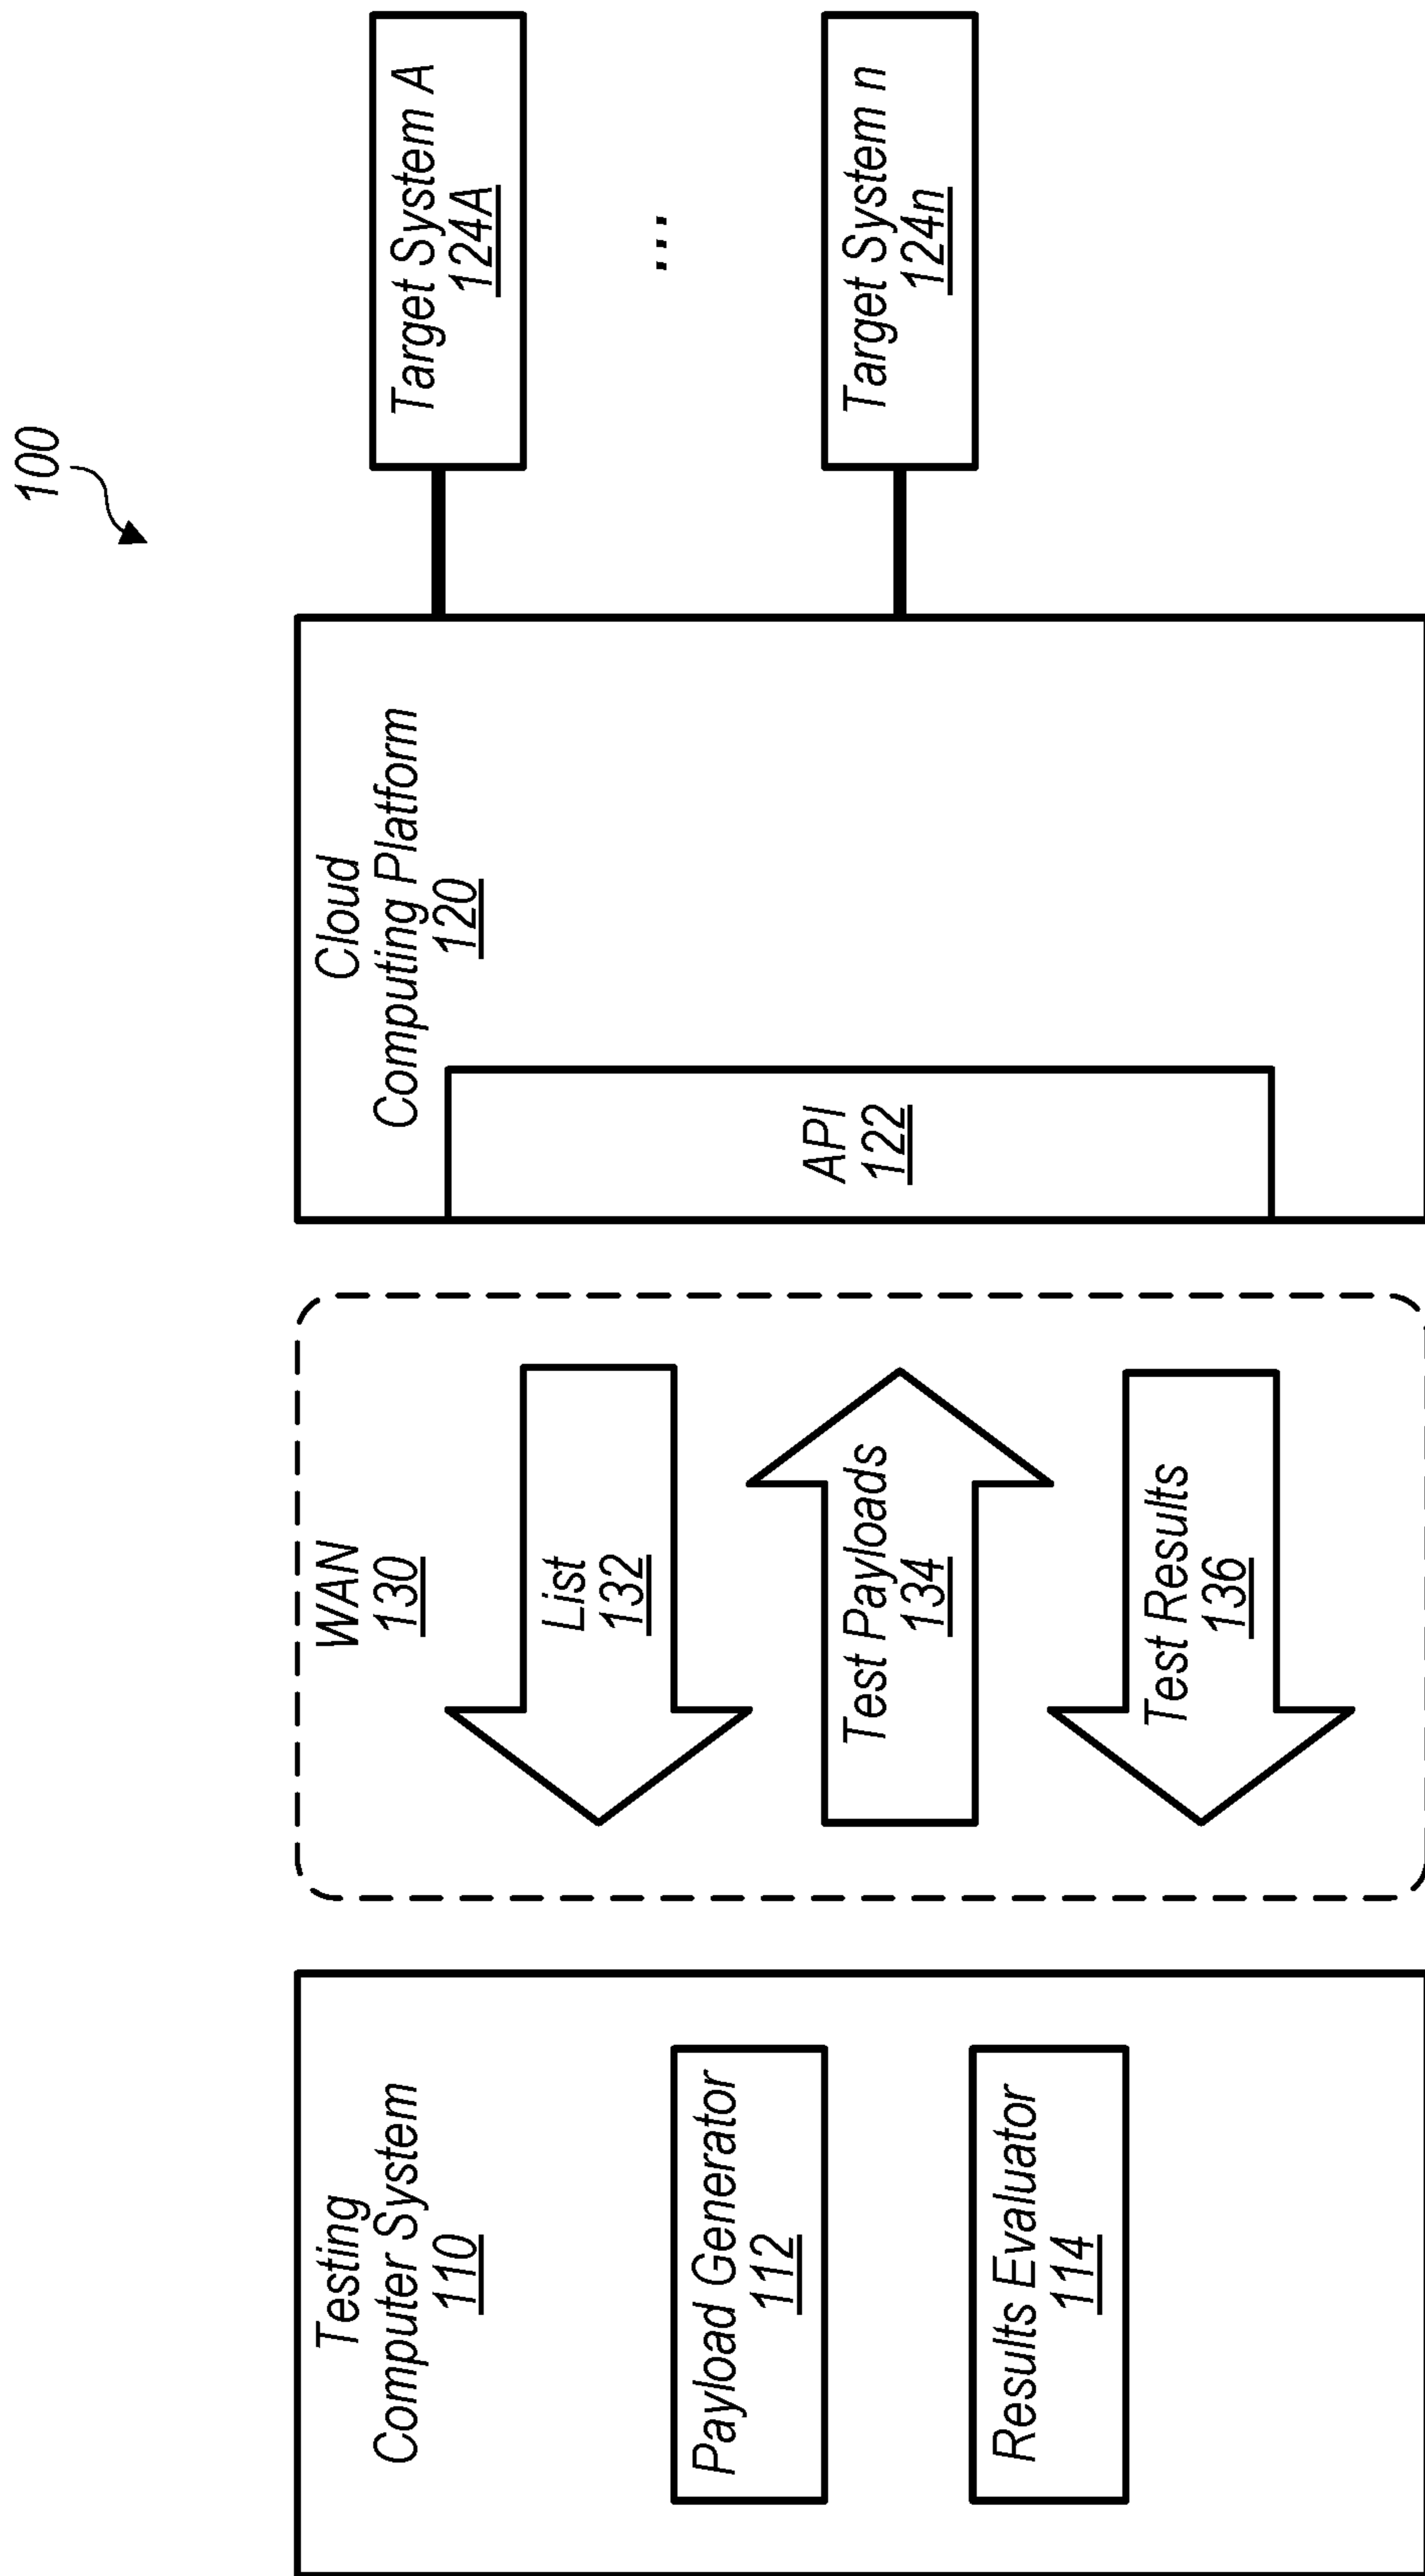 100
Testing
Computer System
110
Payload Generator
112
Results Evaluator
114
WAN
130
List
132
Test Payloads
134
Test Results
136
Cloud
Computing Platform
120
API
122
Target System A
124A
...
Target System n
124n